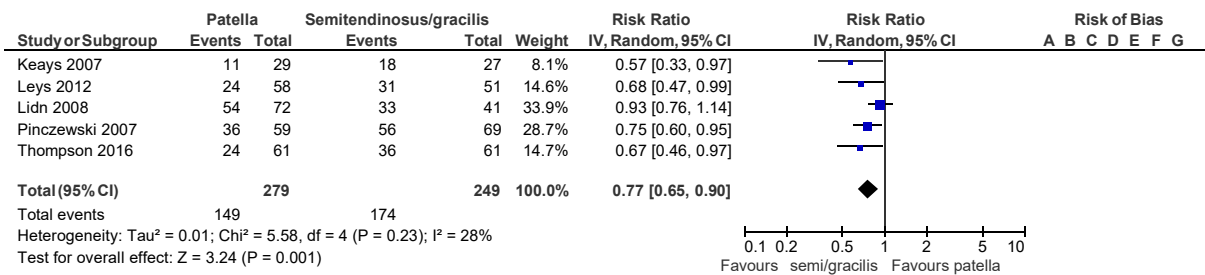 Patella Semitendinosus/gracilis Risk Ratio Risk Ratio Risk of Bias
Study or Subgroup Events Total Events Total Weight IV, Random, 95% CI IV, Random, 95% CI A B C D E F G
Keays 2007 11 29 18 27 8.1% 0.57 [0.33, 0.97]
Leys 2012 24 58 31 51 14.6% 0.68 [0.47, 0.99]
Lidn 2008 54 72 33 41 33.9% 0.93 [0.76, 1.14]
Pinczewski 2007 36 59 56 69 28.7% 0.75 [0.60, 0.95]
Thompson 2016 24 61 36 61 14.7% 0.67 [0.46, 0.97]
Total (95% CI) 279 249 100.0% 0.77 [0.65, 0.90]
Total events 149 174
Heterogeneity: Tau² = 0.01; Chi² = 5.58, df = 4 (P = 0.23); I² = 28%
Test for overall effect: Z = 3.24 (P = 0.001)
0.1 0.2 0.5 1 2 5 10
Favours semi/gracilis Favours patella